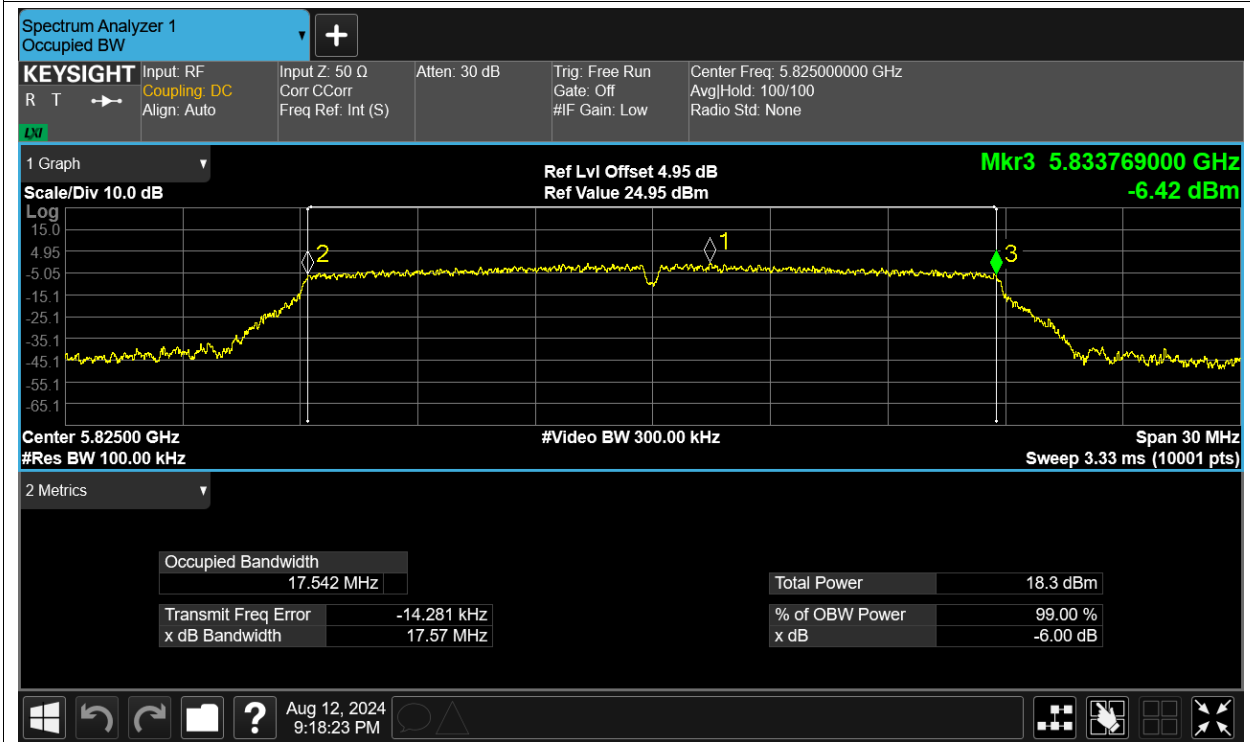 Spectrum Analyzer 1
Occupied BW
KEYSIGHT
R T
LXI
Input: RF
Coupling: DC
Align: Auto
Input Z: 50 Ω
Corr CCorr
Freq Ref: Int (S)
Atten: 30 dB
Trig: Free Run
Gate: Off
#IF Gain: Low
Center Freq: 5.825000000 GHz
Avg|Hold: 100/100
Radio Std: None
1 Graph
Scale/Div 10.0 dB
Ref Lvl Offset 4.95 dB
Ref Value 24.95 dBm
Mkr3 5.833769000 GHz
-6.42 dBm
Log
15.0
4.95
-5.05
-15.1
-25.1
-35.1
-45.1
-55.1
-65.1
2
1
3
Center 5.82500 GHz
#Video BW 300.00 kHz
Span 30 MHz
#Res BW 100.00 kHz
Sweep 3.33 ms (10001 pts)
2 Metrics
Occupied Bandwidth
17.542 MHz
Transmit Freq Error -14.281 kHz
x dB Bandwidth 17.57 MHz
Total Power 18.3 dBm
% of OBW Power 99.00 %
x dB -6.00 dB
?
Aug 12, 2024
9:18:23 PM